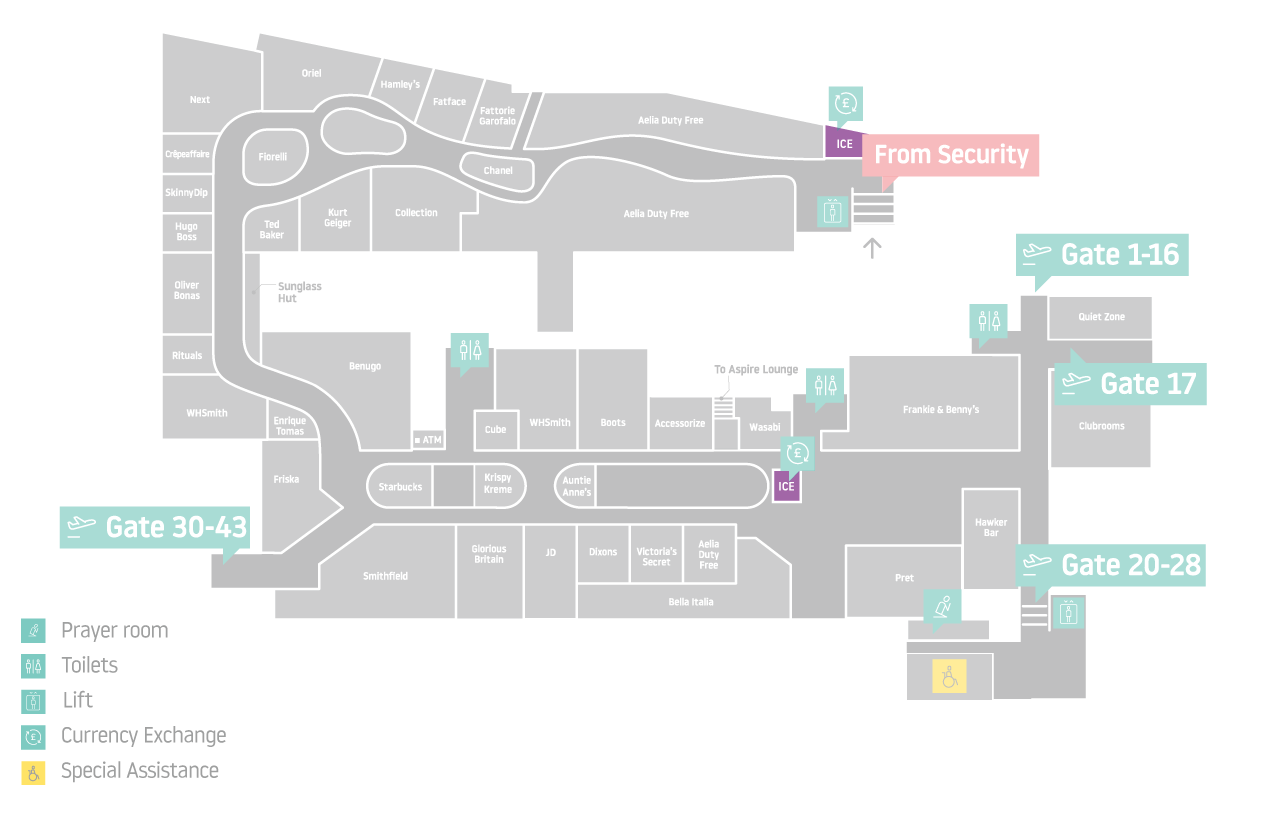 Oriel
Hamley's
Next
Fatface
Fattorie
Garofalo
Aelia Duty Free
ICE
From Security
Crêpeaffaire
Fiorelli
Chanel
SkinnyDip
Hugo
Boss
Ted
Baker
Kurt
Geiger
Collection
Aelia Duty Free
Gate 1-16
Oliver
Bonas
Sunglass
Hut
Quiet Zone
Rituals
Benugo
To Aspire Lounge
Gate 17
WHSmith
Enrique
Tomas
ATM
Cube
WHSmith
Boots
Accessorize
Wasabi
Frankie & Benny's
Clubrooms
Friska
Starbucks
Krispy
Kreme
Auntie
Anne's
ICE
Gate 30-43
Hawker
Bar
Smithfield
Glorious
Britain
JD
Dixons
Victoria's
Secret
Aelia
Duty
Free
Bella Italia
Pret
Gate 20-28
Prayer room
Toilets
Lift
Currency Exchange
Special Assistance